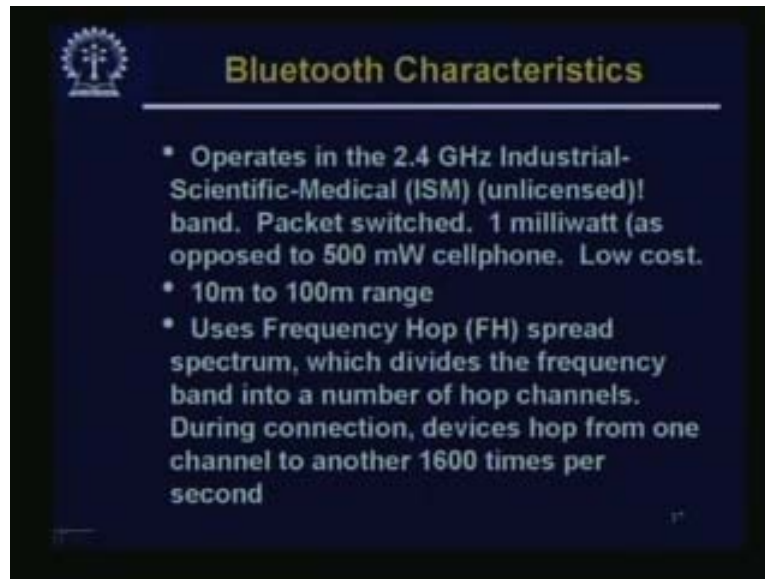 Bluetooth Characteristics
* Operates in the 2.4 GHz Industrial-
Scientific-Medical (ISM) (unlicensed)!
band. Packet switched. 1 milliwatt (as
opposed to 500 mW cellphone. Low cost.
* 10m to 100m range
* Uses Frequency Hop (FH) spread
spectrum, which divides the frequency
band into a number of hop channels.
During connection, devices hop from one
channel to another 1600 times per
second